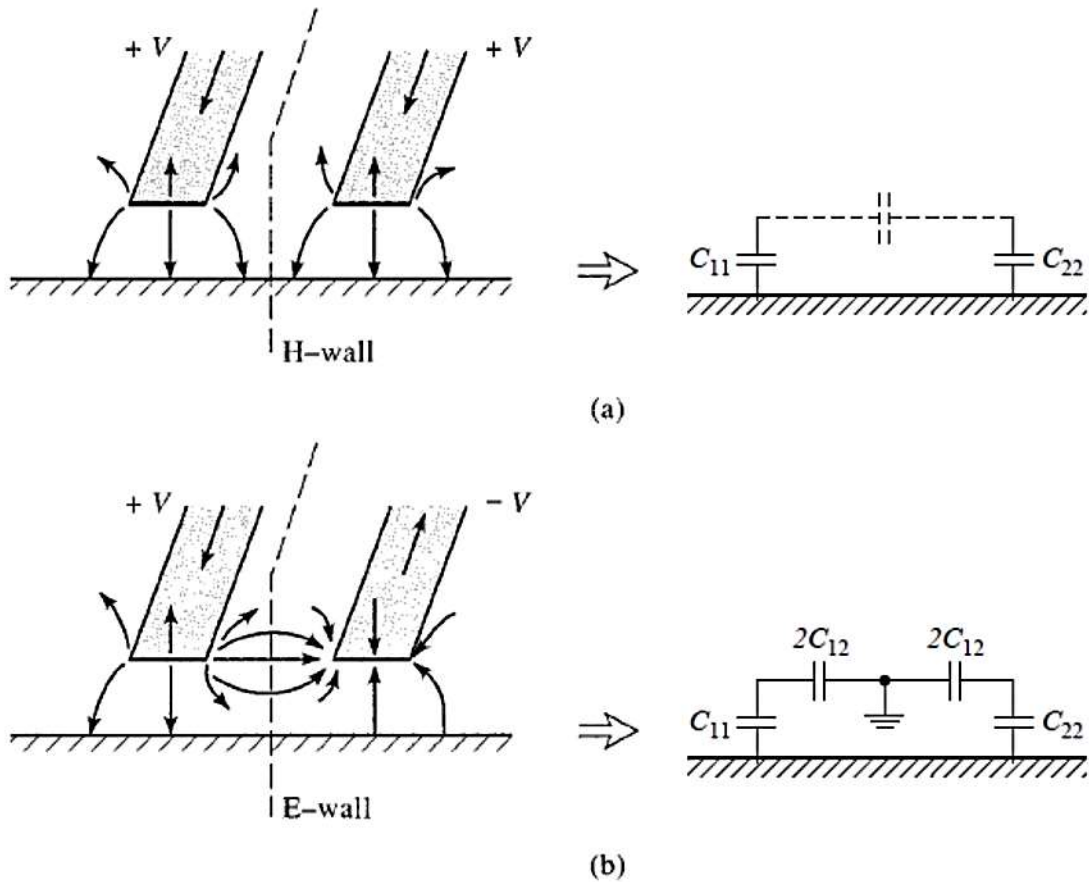 + V + V
C11 C22
H–wall
(a)
+ V − V
2C12 2C12
C11 C22
E–wall
(b)